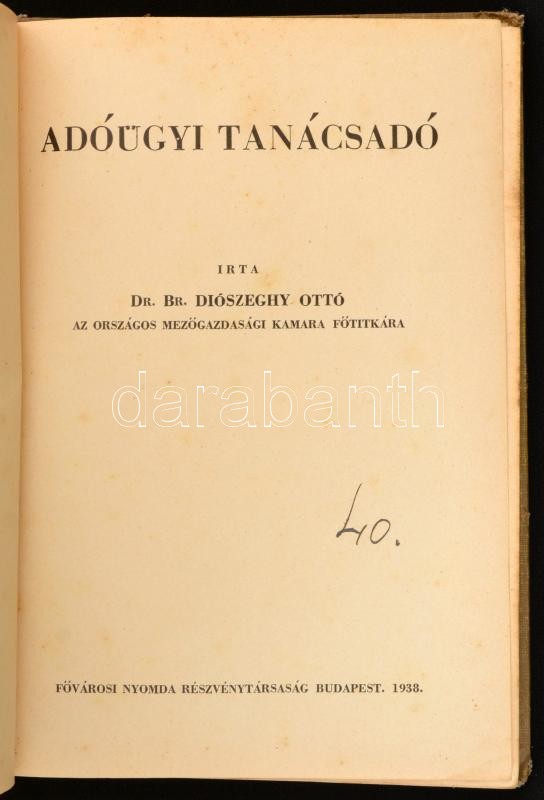 ADÓÜGYI TANÁCSADÓ
IRTA
DR. BR. DIÓSZEGHY OTTÓ
AZ ORSZÁGOS MEZŐGAZDASÁGI KAMARA FŐTITKÁRA
darabanth
40.
FŐVÁROSI NYOMDA RÉSZVÉNYTÁRSASÁG BUDAPEST. 1938.